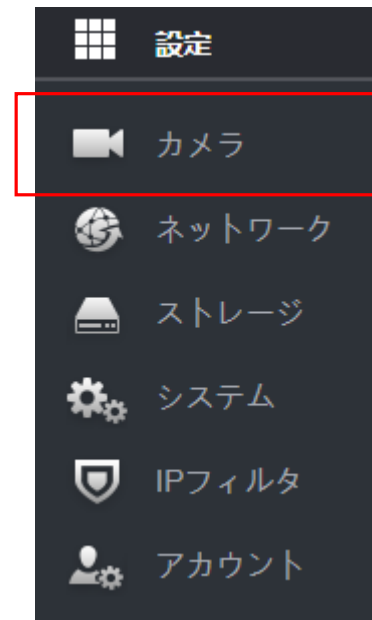 設定
カメラ
ネットワーク
ストレージ
システム
IPフィルタ
アカウント